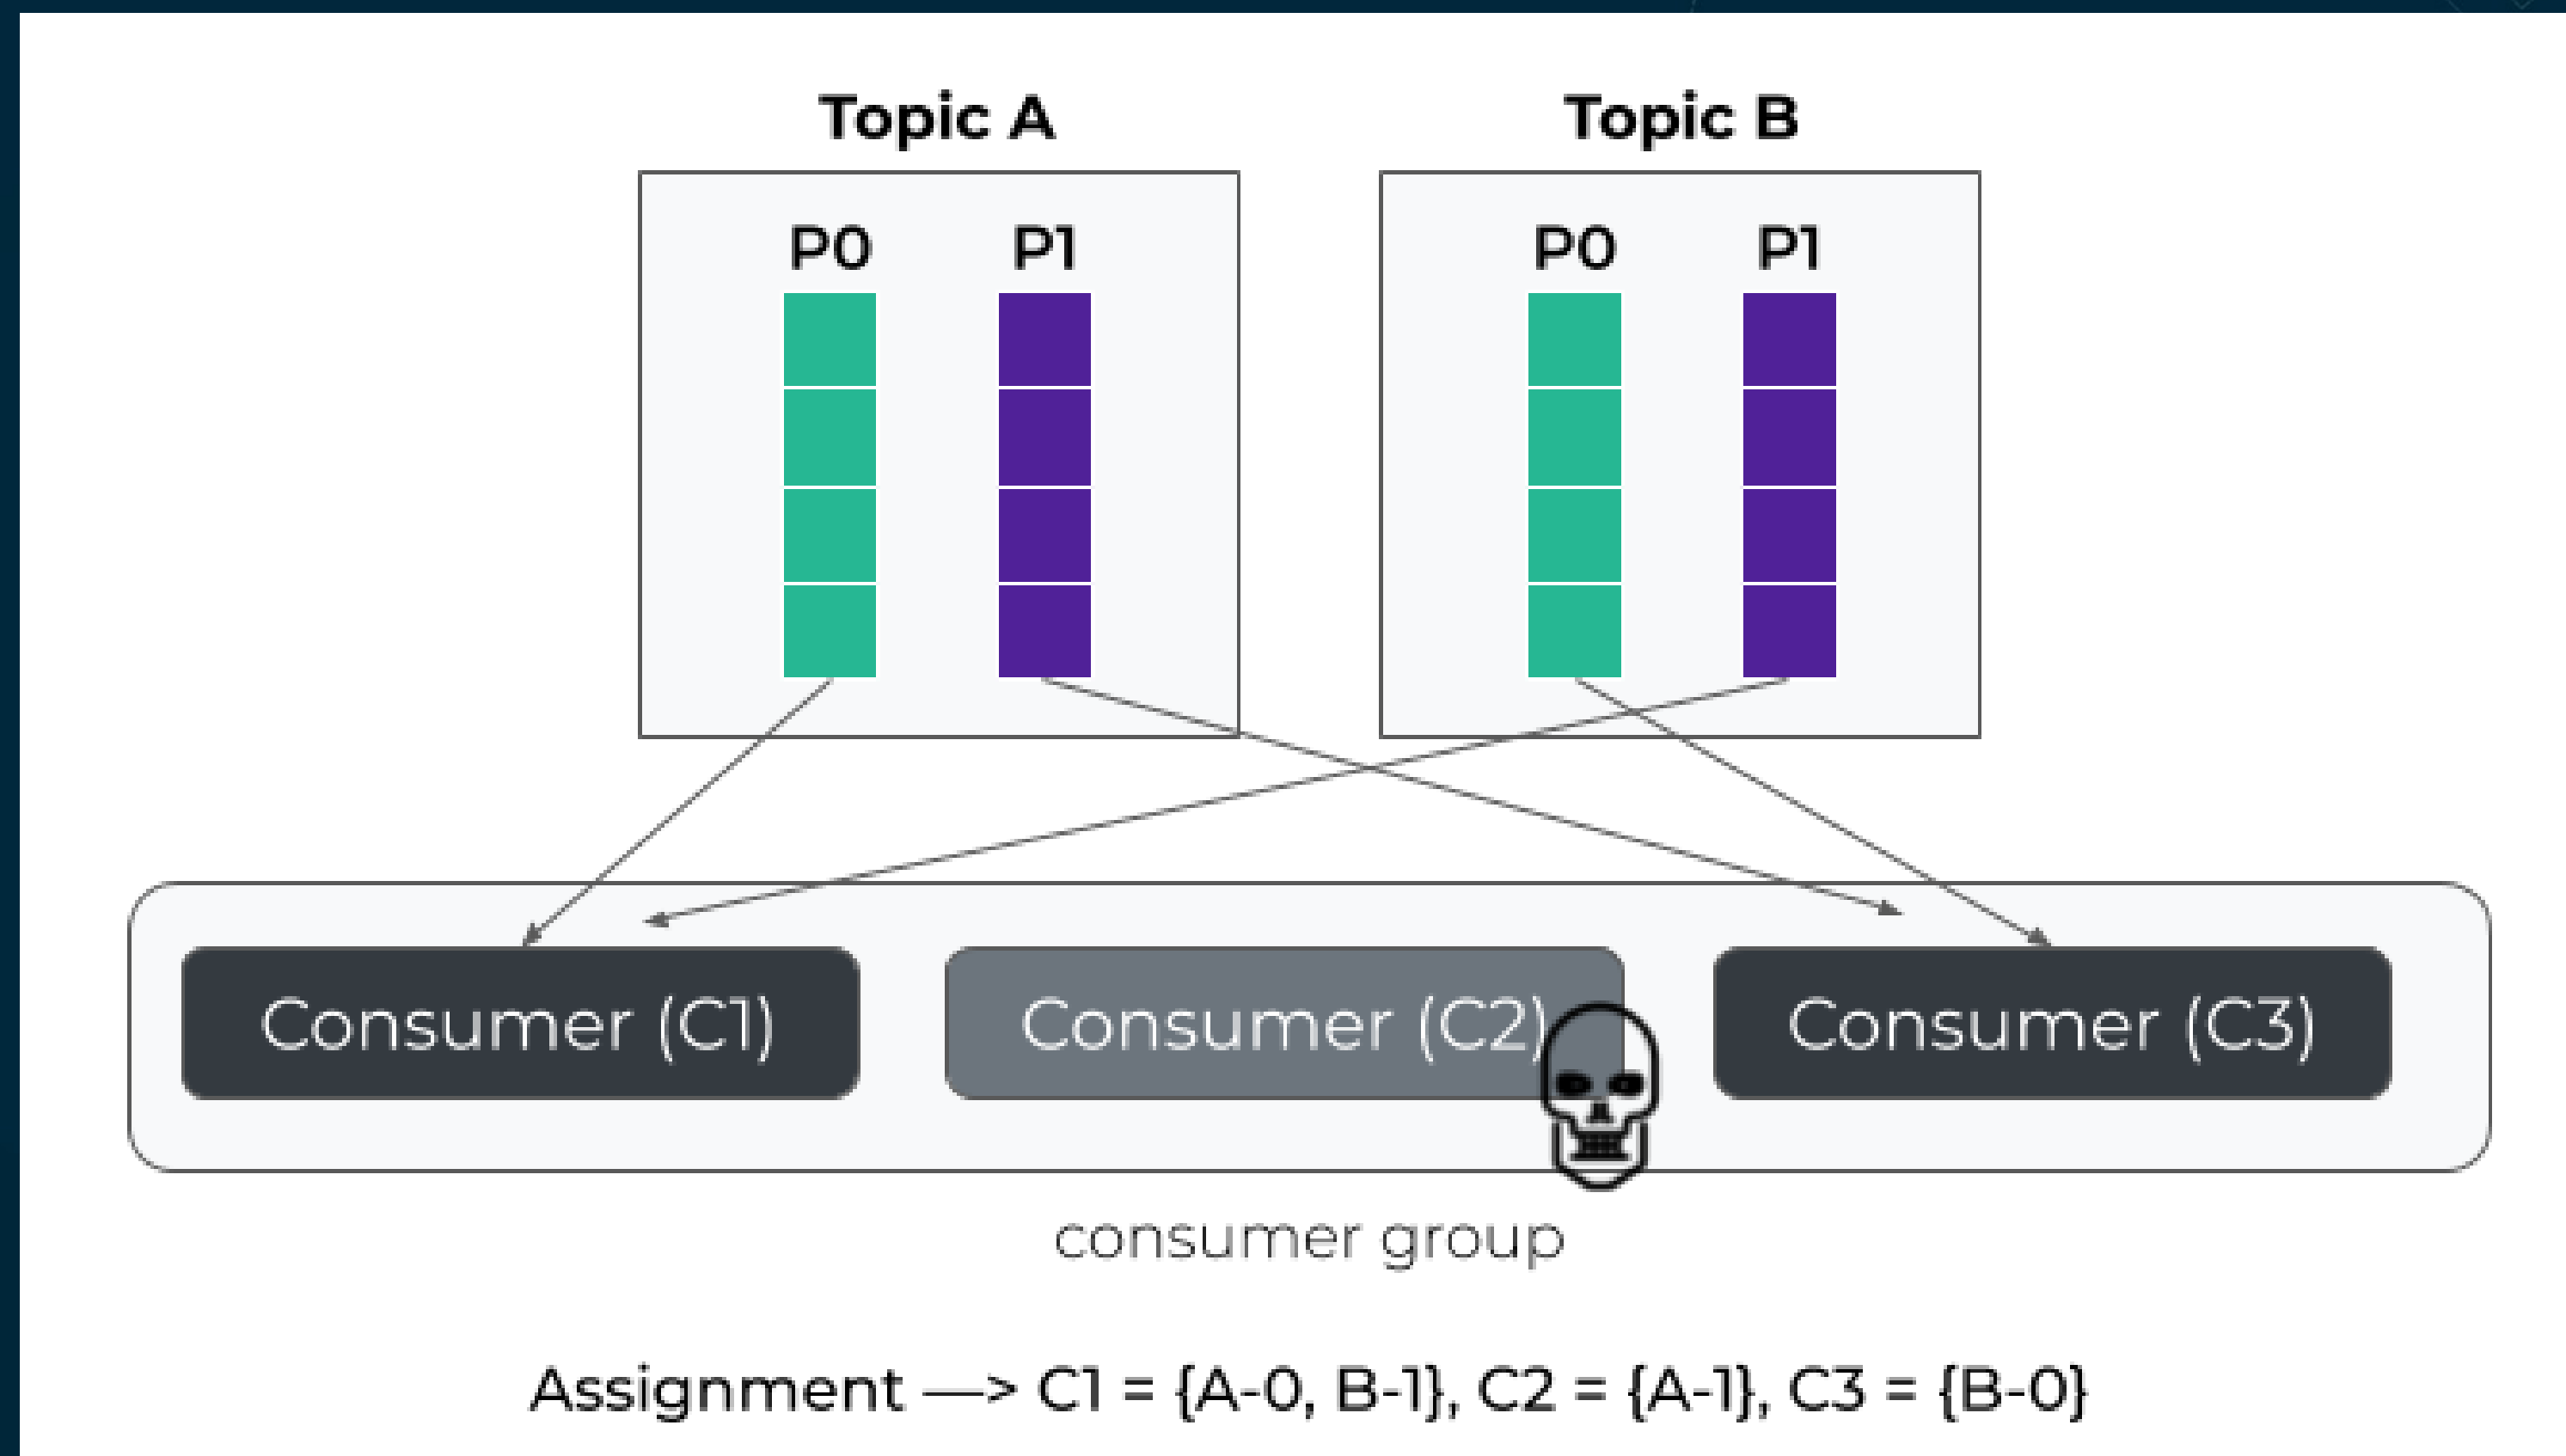 Topic A
Topic B
P0
P1
P0
P1
Consumer (C1)
Consumer (C2)
Consumer (C3)
consumer group
Assignment —> C1 = {A-0, B-1}, C2 = {A-1}, C3 = {B-0}